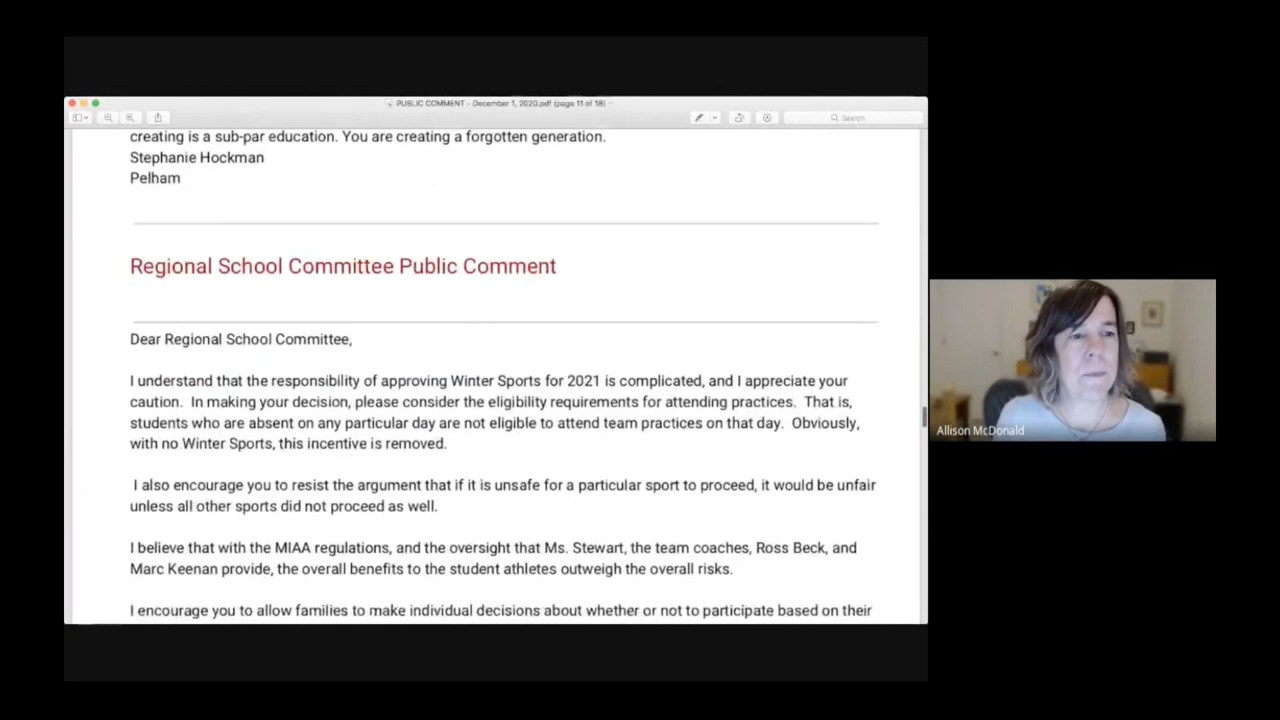 PUBLIC COMMENT - December 1, 2020.pdf (page 11 of 18)
Search
creating is a sub-par education. You are creating a forgotten generation.
Stephanie Hockman
Pelham
Regional School Committee Public Comment
Dear Regional School Committee,
I understand that the responsibility of approving Winter Sports for 2021 is complicated, and I appreciate your
caution.  In making your decision, please consider the eligibility requirements for attending practices.  That is,
students who are absent on any particular day are not eligible to attend team practices on that day.  Obviously,
with no Winter Sports, this incentive is removed.
I also encourage you to resist the argument that if it is unsafe for a particular sport to proceed, it would be unfair
unless all other sports did not proceed as well.
I believe that with the MIAA regulations, and the oversight that Ms. Stewart, the team coaches, Ross Beck, and
Marc Keenan provide, the overall benefits to the student athletes outweigh the overall risks.
I encourage you to allow families to make individual decisions about whether or not to participate based on their
Allison McDonald